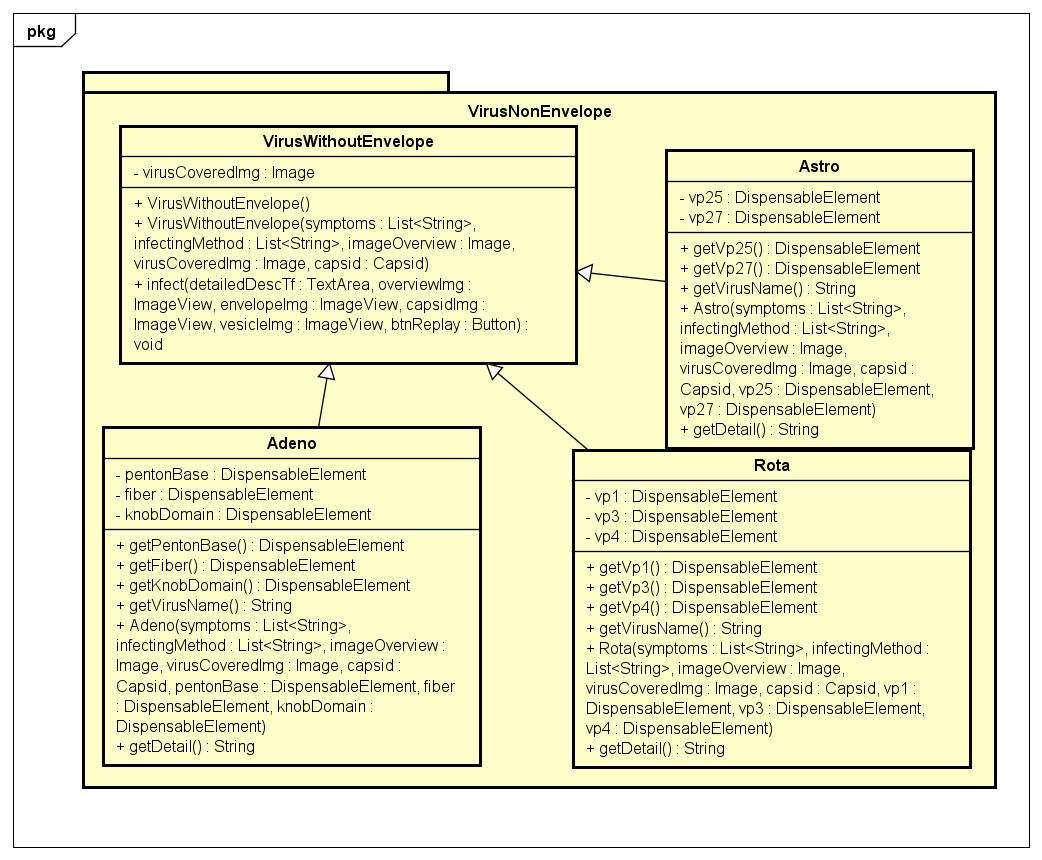 pkg
VirusNonEnvelope
VirusWithoutEnvelope
- virusCoveredImg : Image
+ VirusWithoutEnvelope()
+ VirusWithoutEnvelope(symptoms : List<String>,
infectingMethod : List<String>, imageOverview : Image,
virusCoveredImg : Image, capsid : Capsid)
+ infect(detailedDescTf : TextArea, overviewImg :
ImageView, envelopeImg : ImageView, capsidImg :
ImageView, vesicleImg : ImageView, btnReplay : Button) :
void
Astro
- vp25 : DispensableElement
- vp27 : DispensableElement
+ getVp25() : DispensableElement
+ getVp27() : DispensableElement
+ getVirusName() : String
+ Astro(symptoms : List<String>,
infectingMethod : List<String>,
imageOverview : Image,
virusCoveredImg : Image, capsid :
Capsid, vp25 : DispensableElement,
vp27 : DispensableElement)
+ getDetail() : String
Adeno
- pentonBase : DispensableElement
- fiber : DispensableElement
- knobDomain : DispensableElement
+ getPentonBase() : DispensableElement
+ getFiber() : DispensableElement
+ getKnobDomain() : DispensableElement
+ getVirusName() : String
+ Adeno(symptoms : List<String>,
infectingMethod : List<String>, imageOverview :
Image, virusCoveredImg : Image, capsid :
Capsid, pentonBase : DispensableElement, fiber
: DispensableElement, knobDomain :
DispensableElement)
+ getDetail() : String
Rota
- vp1 : DispensableElement
- vp3 : DispensableElement
- vp4 : DispensableElement
+ getVp1() : DispensableElement
+ getVp3() : DispensableElement
+ getVp4() : DispensableElement
+ getVirusName() : String
+ Rota(symptoms : List<String>, infectingMethod :
List<String>, imageOverview : Image,
virusCoveredImg : Image, capsid : Capsid, vp1 :
DispensableElement, vp3 : DispensableElement,
vp4 : DispensableElement)
+ getDetail() : String